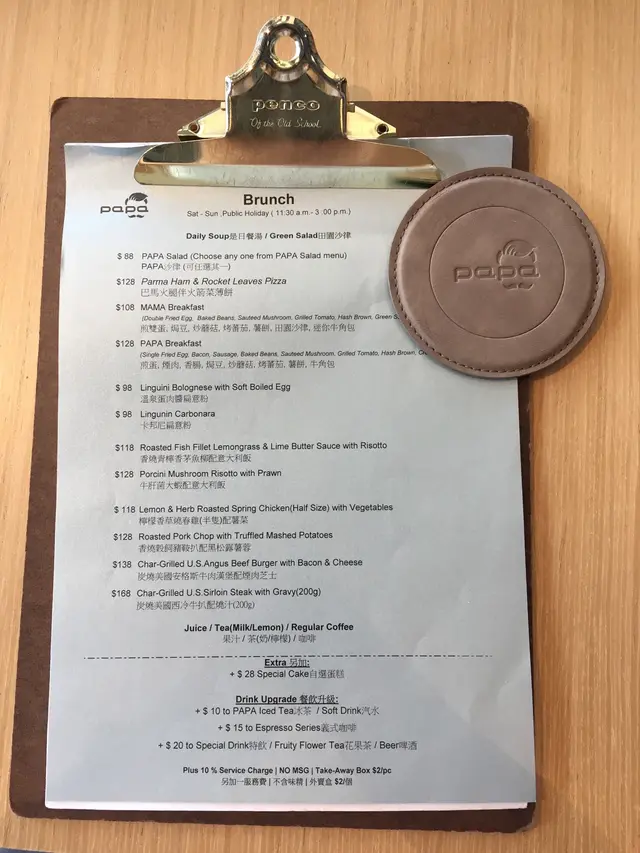 penco
Of the Old School
papa
Brunch
Sat - Sun ,Public Holiday ( 11:30 a.m.- 3 :00 p.m.)
Daily Soup是日餐湯 / Green Salad田園沙律
$ 88 PAPA Salad (Choose any one from PAPA Salad menu)
PAPA沙律 (可任選其一)
$128 Parma Ham & Rocket Leaves Pizza
巴馬火腿伴火箭菜薄餅
$108 MAMA Breakfast
(Double Fried Egg, Baked Beans, Sauteed Mushroom, Grilled Tomato, Hash Brown, Green S
煎雙蛋, 焗豆, 炒蘑菇, 烤蕃茄, 薯餅, 田園沙律, 迷你牛角包
$128 PAPA Breakfast
(Single Fried Egg, Bacon, Sausage, Baked Beans, Sauteed Mushroom, Grilled Tomato, Hash Brown,
煎蛋, 煙肉, 香腸, 焗豆, 炒蘑菇, 烤蕃茄, 薯餅, 牛角包
$ 98 Linguini Bolognese with Soft Boiled Egg
溫泉蛋肉醬扁意粉
$ 98 Lingunin Carbonara
卡邦尼扁意粉
$118 Roasted Fish Fillet Lemongrass & Lime Butter Sauce with Risotto
香燒青檸香茅魚柳配意大利飯
$128 Porcini Mushroom Risotto with Prawn
牛肝菌大蝦配意大利飯
$ 118 Lemon & Herb Roasted Spring Chicken(Half Size) with Vegetables
檸檬香草燒春雞(半隻)配薯菜
$128 Roasted Pork Chop with Truffled Mashed Potatoes
香燒穀飼豬鞍扒配黑松露薯蓉
$138 Char-Grilled U.S.Angus Beef Burger with Bacon & Cheese
炭燒美國安格斯牛肉漢堡配煙肉芝士
$168 Char-Grilled U.S.Sirloin Steak with Gravy(200g)
炭燒美國西冷牛扒配燒汁(200g)
Juice / Tea(Milk/Lemon) / Regular Coffee
果汁 / 茶(奶/檸檬) / 咖啡
Extra 另加:
+ $ 28 Special Cake自選蛋糕
Drink Upgrade 餐飲升級:
+ $ 10 to PAPA Iced Tea冰茶 / Soft Drink汽水
+ $ 15 to Espresso Series義式咖啡
+ $ 20 to Special Drink特飲 / Fruity Flower Tea花果茶 / Beer啤酒
Plus 10 % Service Charge | NO MSG | Take-Away Box $2/pc
另加一服務費 | 不含味精 | 外賣盒 $2/個
papa